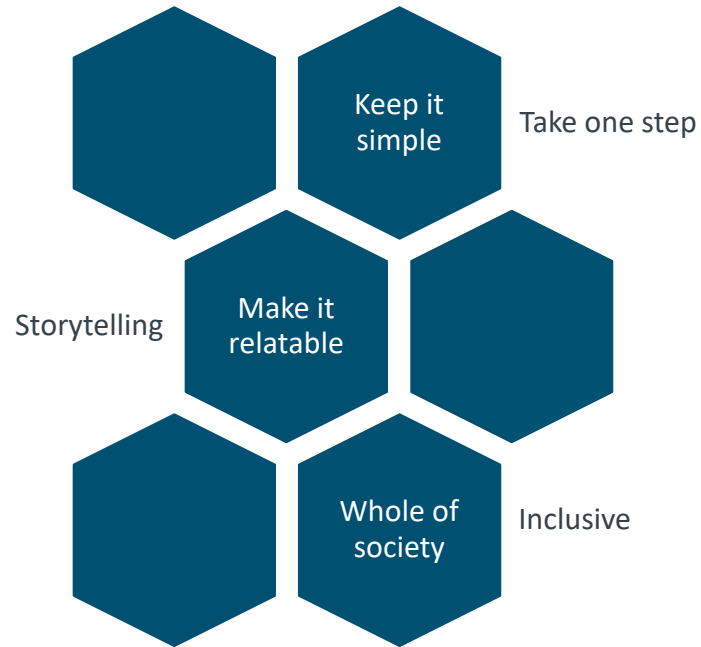 Keep it
simple
Take one step
Storytelling
Make it
relatable
Whole of
society
Inclusive